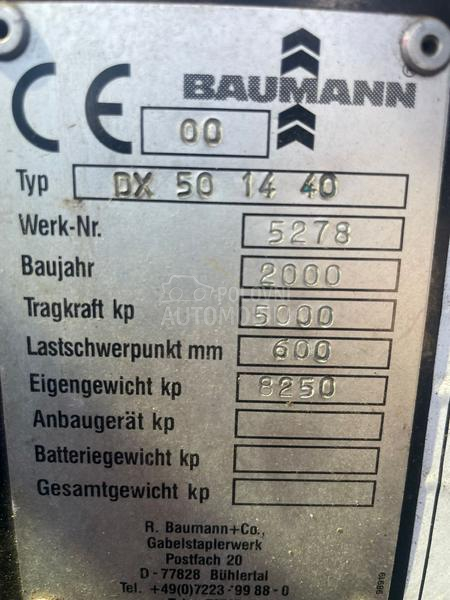 CE 00 BAUMANN
Typ DX 50 14 40
Werk-Nr. 5278
Baujahr 2000
Tragkraft kp 5000
Lastschwerpunkt mm 600
Eigengewicht kp 8250
Anbaugerät kp
Batteriegewicht kp
Gesamtgewicht kp
R. Baumann+Co.,
Gabelstaplerwerk
Postfach 20
D - 77828 Bühlertal
Tel. +49(0)7223 - 99 88 - 0